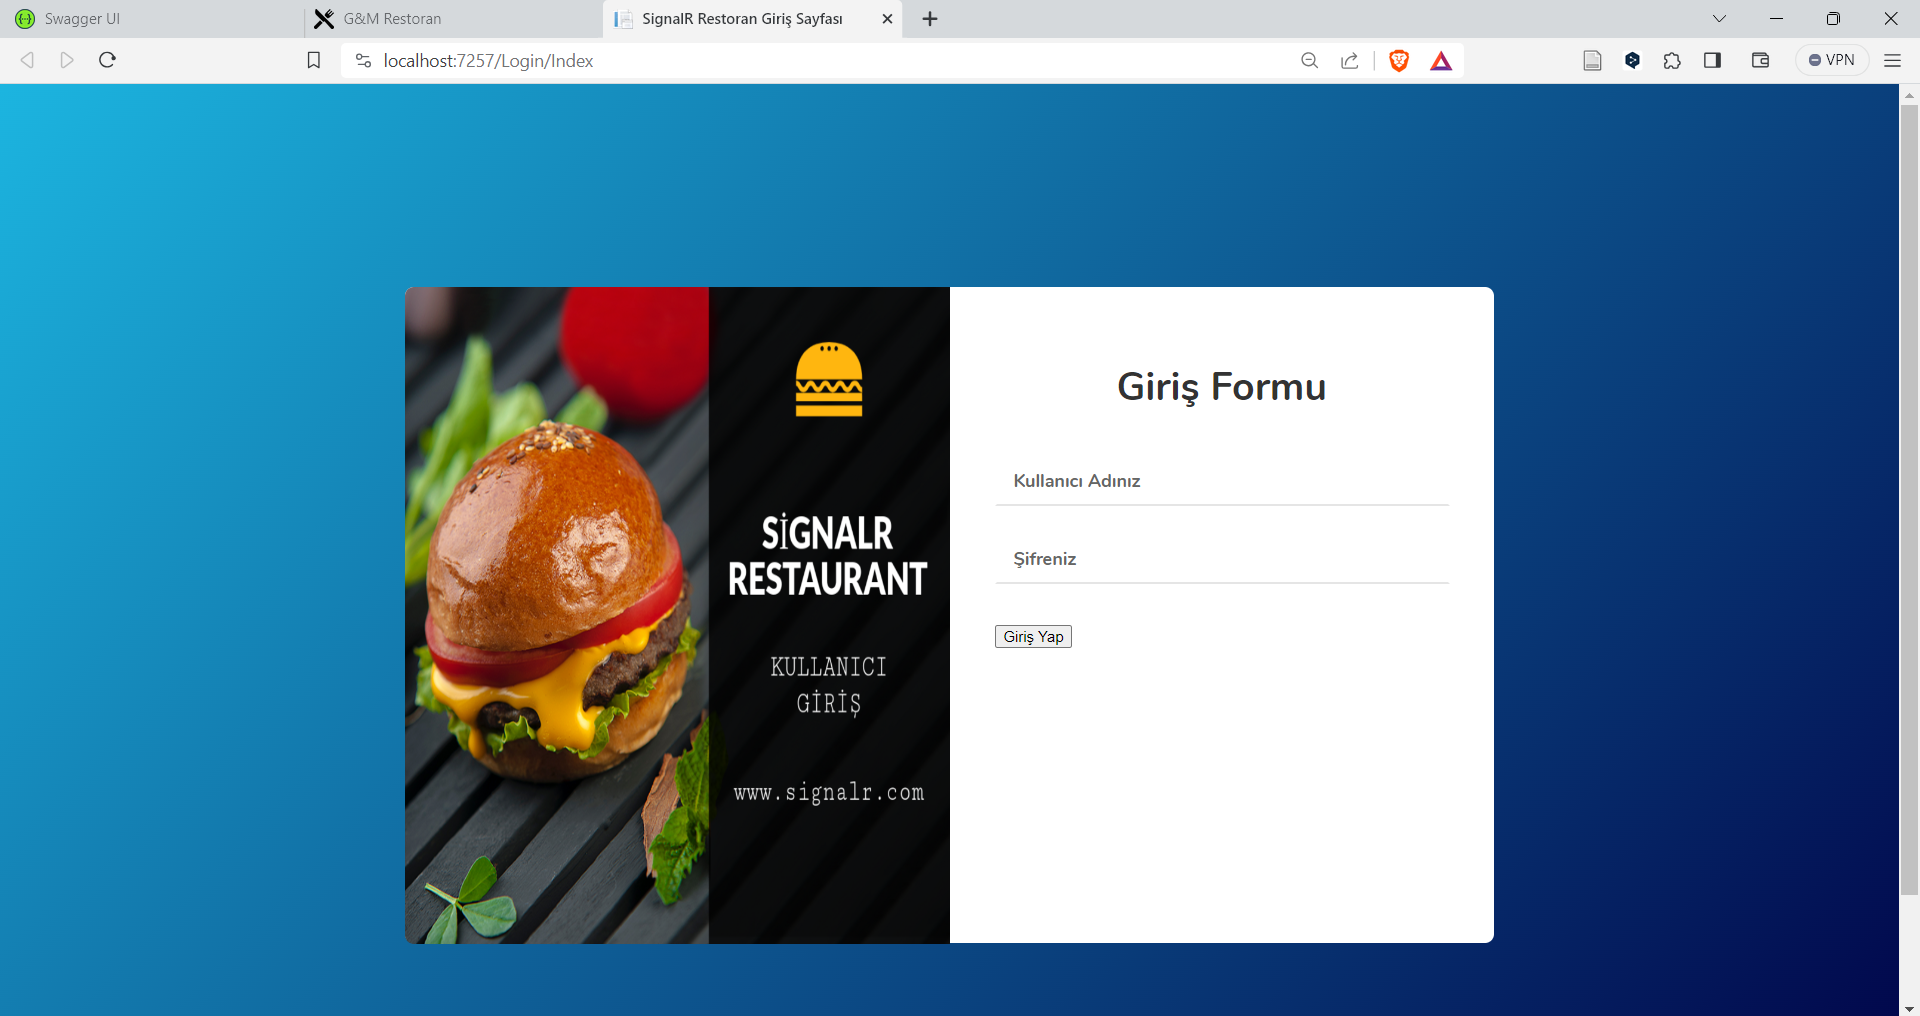 Swagger UI
G&M Restoran
SignalR Restoran Giriş Sayfası
localhost:7257/Login/Index
VPN
SİGNALR
RESTAURANT
KULLANICI
GİRİŞ
www.signalr.com
Giriş Formu
Kullanıcı Adınız
Şifreniz
Giriş Yap